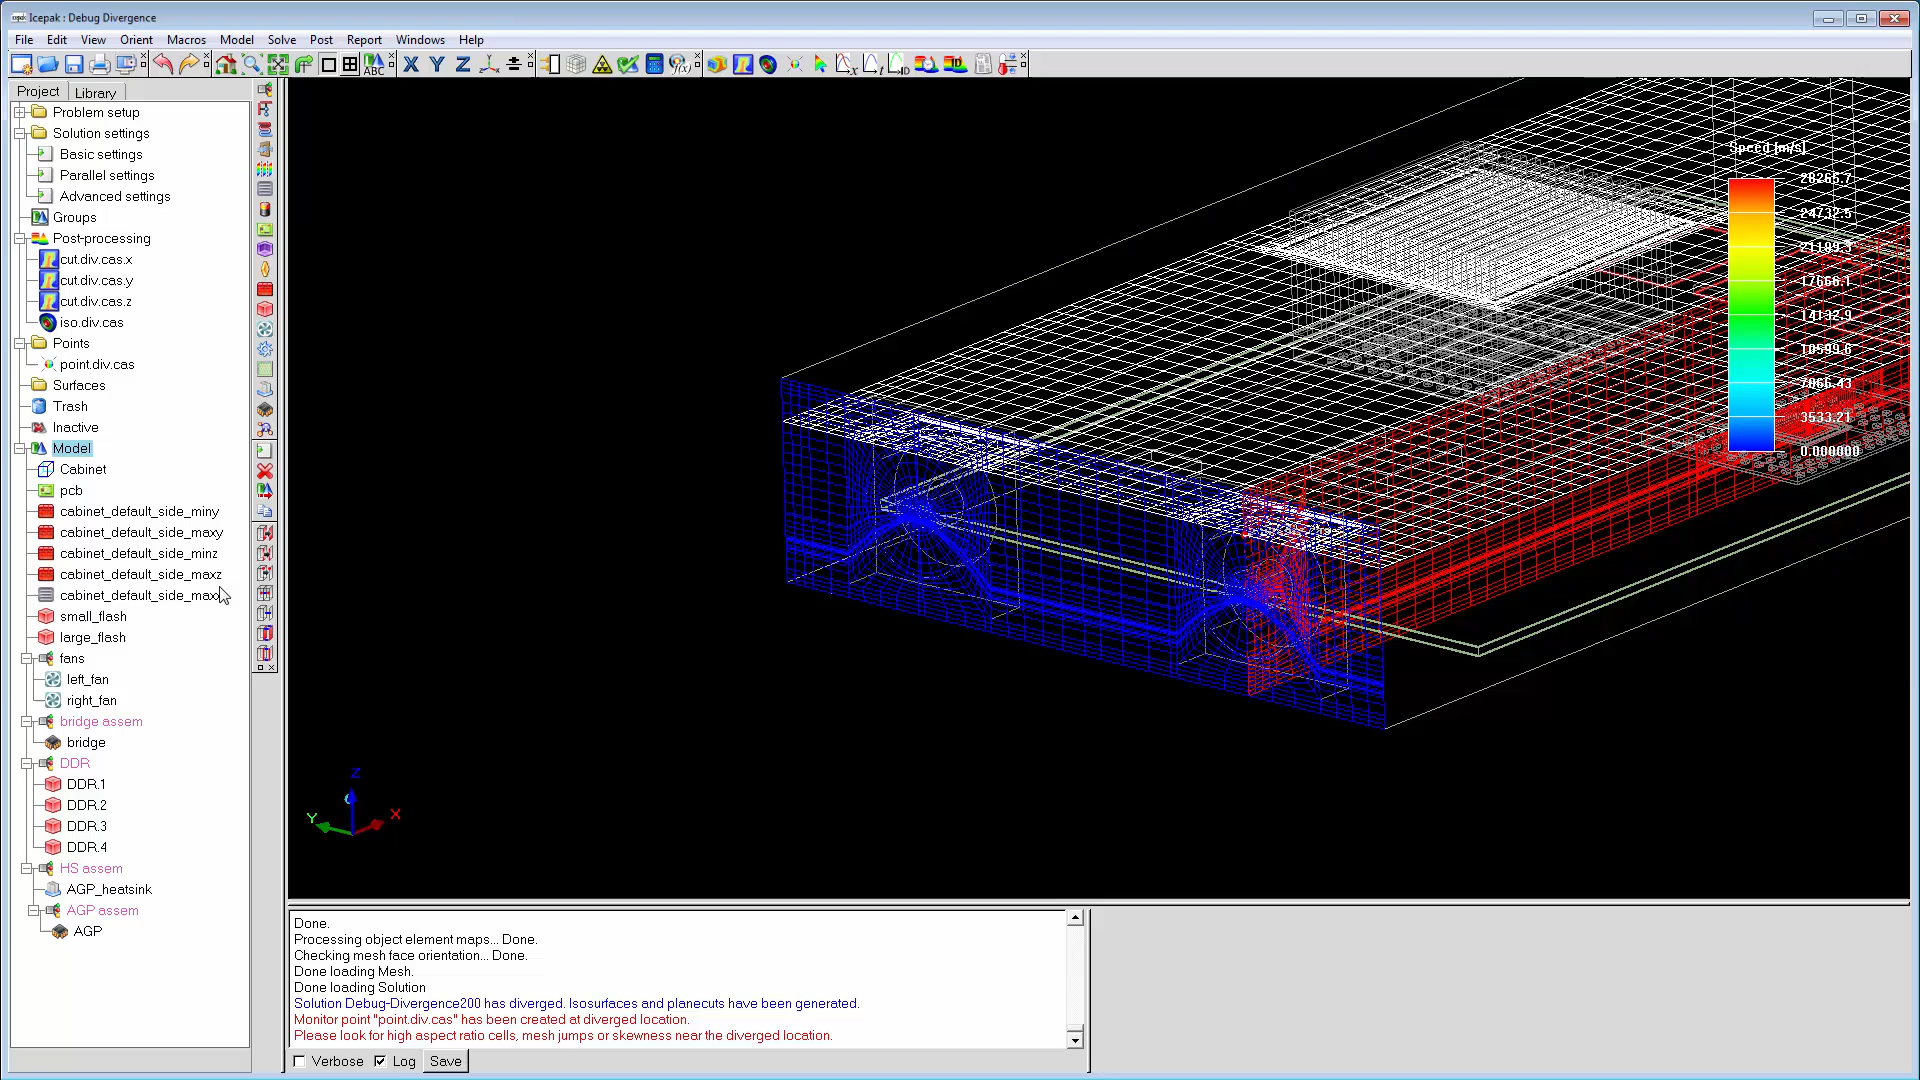 Icepak : Debug Divergence
File Edit View Orient Macros Model Solve Post Report Windows Help
Project Library
Problem setup
Solution settings
Basic settings
Parallel settings
Advanced settings
Groups
Post-processing
cut.div.cas.x
cut.div.cas.y
cut.div.cas.z
iso.div.cas
Points
point.div.cas
Surfaces
Trash
Inactive
Model
Cabinet
pcb
cabinet_default_side_miny
cabinet_default_side_maxy
cabinet_default_side_minz
cabinet_default_side_maxz
small_flash
large_flash
fans
left_fan
right_fan
bridge assem
bridge
DDR
DDR.1
DDR.2
DDR.3
DDR.4
HS assem
AGP_heatsink
AGP assem
AGP
Speed [m/s]
28265.7
24732.5
21199.3
17666.1
14132.9
10599.6
7066.43
3533.21
0.000000
Z
Y X
Done.
Processing object element maps... Done.
Checking mesh face orientation... Done.
Done loading Mesh.
Done loading Solution
Solution Debug-Divergence200 has diverged. Isosurfaces and planecuts have been generated.
Monitor point "point.div.cas" has been created at diverged location.
Please look for high aspect ratio cells, mesh jumps or skewness near the diverged location.
Verbose Log Save